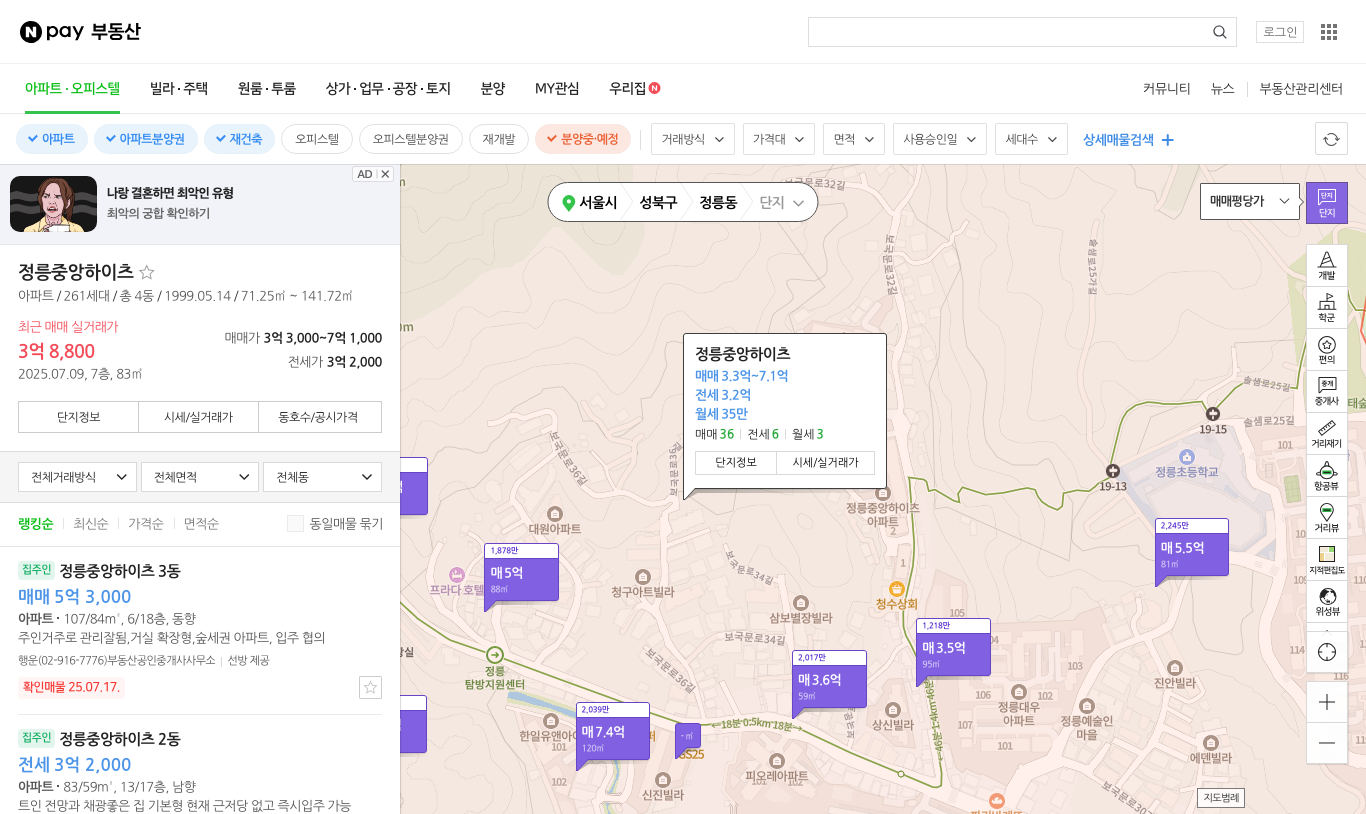 N pay 부동산
로그인
아파트·오피스텔 빌라·주택 원룸·투룸 상가·업무·공장·토지 분양 MY관심 우리집 N 커뮤니티 뉴스 부동산관리센터
아파트 아파트분양권 재건축 오피스텔 오피스텔분양권 재개발 분양중·예정 거래방식 가격대 면적 사용승인일 세대수 상세매물검색
AD
나랑 결혼하면 최악인 유형
최악의 궁합 확인하기
정릉중앙하이츠
아파트 / 261세대 / 총 4동 / 1999.05.14 / 71.25㎡ ~ 141.72㎡
최근 매매 실거래가
3억 8,800
2025.07.09, 7층, 83㎡
매매가 3억 3,000~7억 1,000
전세가 3억 2,000
단지정보 시세/실거래가 동호수/공시가격
전체거래방식 전체면적 전체동
랭킹순 최신순 가격순 면적순 동일매물 묶기
집주인 정릉중앙하이츠 3동
매매 5억 3,000
아파트 · 107/84㎡, 6/18층, 동향
주인거주로 관리잘됨,거실 확장형,숲세권 아파트, 입주 협의
행운(02-916-7776)부동산공인중개사사무소 선방 제공
확인매물 25.07.17.
집주인 정릉중앙하이츠 2동
전세 3억 2,000
아파트 · 83/59㎡, 13/17층, 남향
트인 전망과 채광좋은 집 기본형 현재 근저당 없고 즉시입주 가능
서울시 성북구 정릉동 단지
매매평당가
단지
단지
개발
학군
편의
중개
중개사
거리재기
항공뷰
거리뷰
지적편집도
위성뷰
지도범례
정릉중앙하이츠
매매 3.3억~7.1억
전세 3.2억
월세 35만
매매 36 전세 6 월세 3
단지정보 시세/실거래가
보국문로32길
보국문로32길
솔샘로25가길
솔샘로25길
솔샘로25길
19-15
101
19-13
정릉초등학교
정릉중앙하이츠
아파트
2
1
대원아파트
보국문로36길
1,878만
매 5억
88㎡
프라다 호텔
청구아트빌라
보국문로34길
보국문로34길
보국문로36길
삼보별장빌라
청수상회
105
2,245만
매 5.5억
81㎡
1,218만
매 3.5억
95㎡
2,017만
매 3.6억
59㎡
2,039만
매 7.4억
120㎡
- ㎡
GS25
정릉
탐방지원센터
←18분 0.5km 18분→
상신빌라
정릉대우
아파트
정릉예술인
마을
진안빌라
에덴빌라
피오레아파트
신진빌라
101
102
103
106
102
107
101
114
116